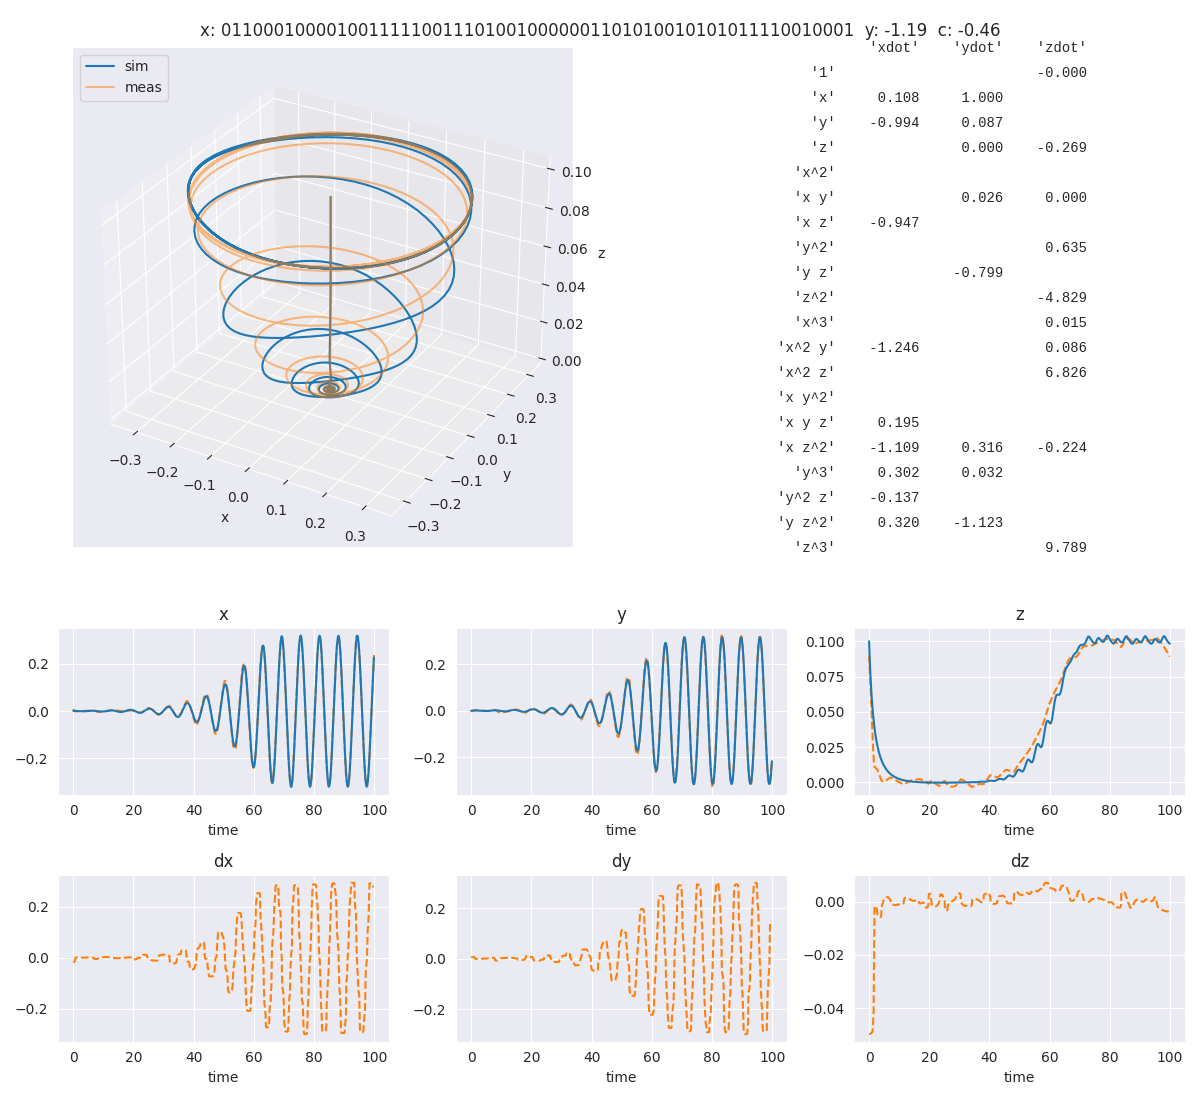 x: 011000100001001111100111010010000001101010010101011110010001 y: -1.19 c: -0.46
sim
meas
0.10
0.08
0.06
z
0.04
0.02
0.00
0.3
0.2
0.1
0.0
y
−0.1
−0.2
−0.3
−0.3
−0.2
−0.1
0.0
x
0.1
0.2
0.3
'xdot' 'ydot' 'zdot'
'1' -0.000
'x' 0.108 1.000
'y' -0.994 0.087
'z' 0.000 -0.269
'x^2'
'x y' 0.026 0.000
'x z' -0.947
'y^2' 0.635
'y z' -0.799
'z^2' -4.829
'x^3' 0.015
'x^2 y' -1.246 0.086
'x^2 z' 6.826
'x y^2'
'x y z' 0.195
'x z^2' -1.109 0.316 -0.224
'y^3' 0.302 0.032
'y^2 z' -0.137
'y z^2' 0.320 -1.123
'z^3' 9.789
x
0.2
0.0
−0.2
0 20 40 60 80 100
time
y
0.2
0.0
−0.2
0 20 40 60 80 100
time
z
0.100
0.075
0.050
0.025
0.000
0 20 40 60 80 100
time
dx
0.2
0.0
−0.2
0 20 40 60 80 100
time
dy
0.2
0.0
−0.2
0 20 40 60 80 100
time
dz
0.00
−0.02
−0.04
0 20 40 60 80 100
time